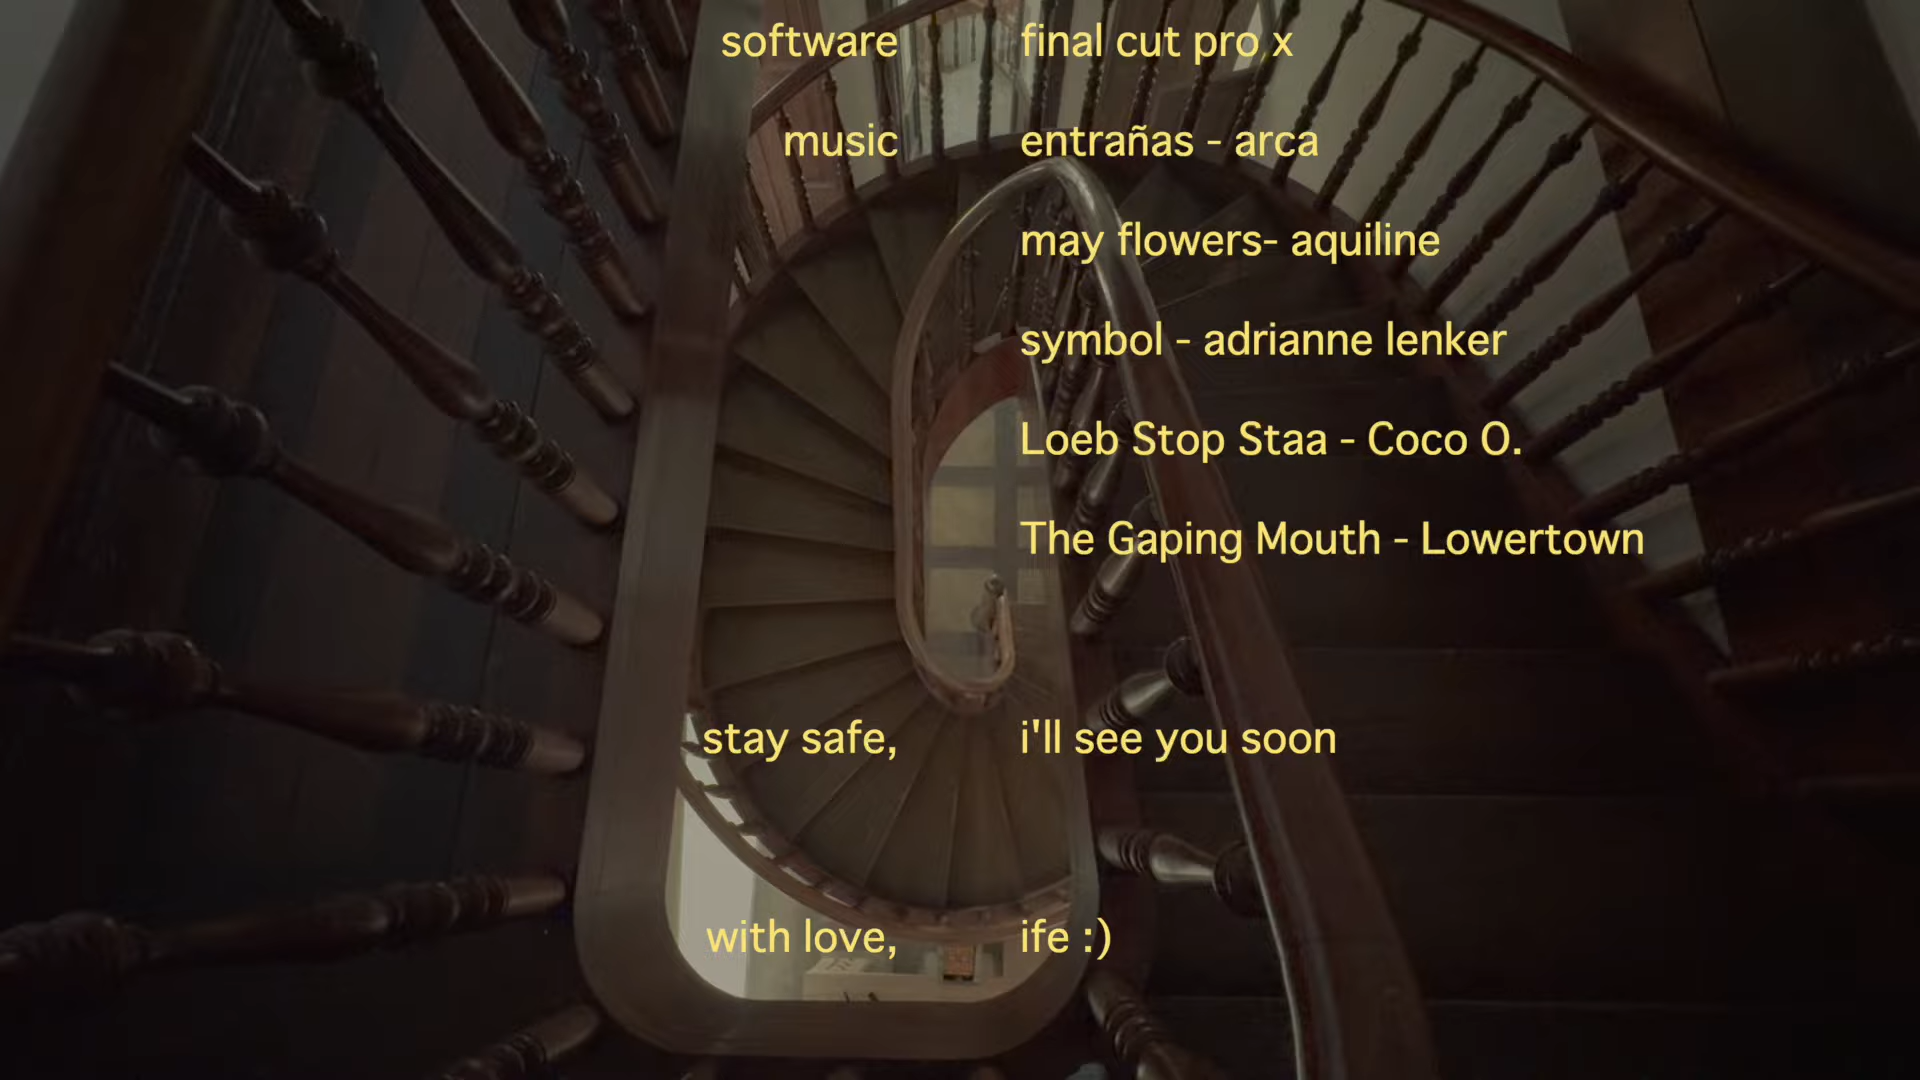 software final cut pro x
music entrañas - arca
may flowers- aquiline
symbol - adrianne lenker
Loeb Stop Staa - Coco O.
The Gaping Mouth - Lowertown
stay safe, i'll see you soon
with love, ife :)